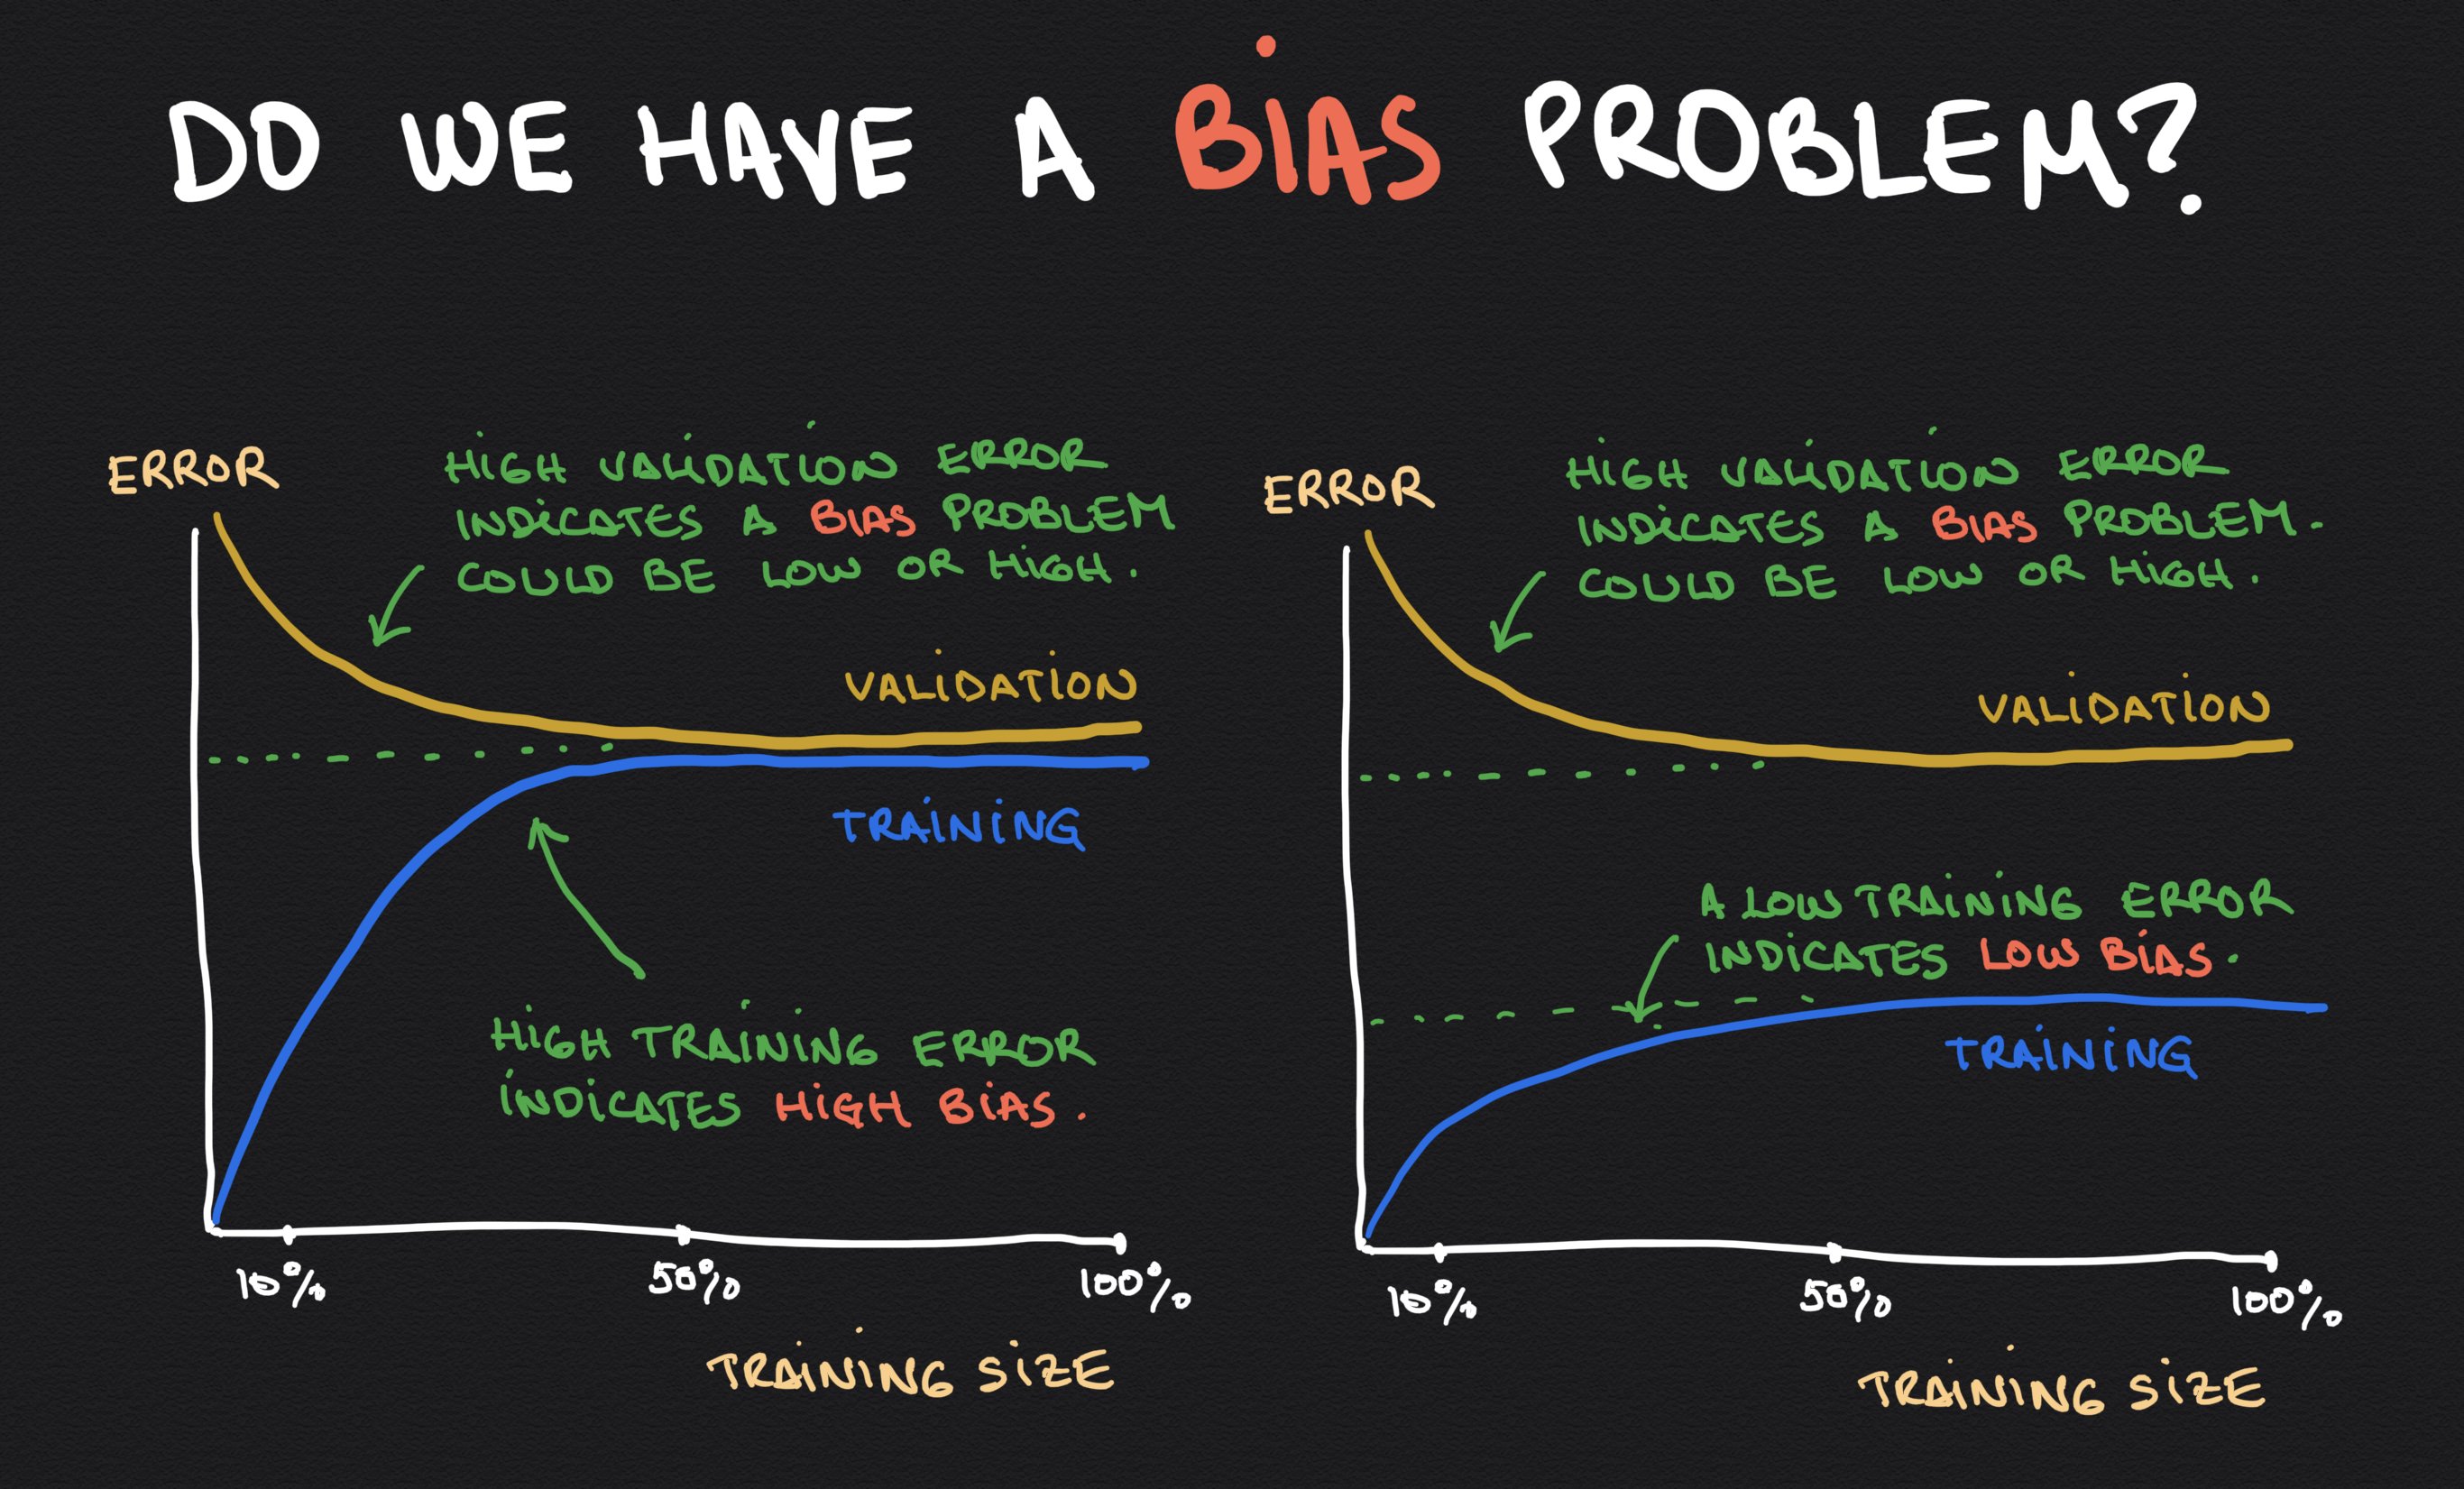 DO WE HAVE A BIAS PROBLEM?
ERROR
HIGH VALIDATION ERROR
INDICATES A BIAS PROBLEM
COULD BE LOW OR HIGH.
VALIDATION
TRAINING
HIGH TRAINING ERROR
INDICATES HIGH BIAS.
10%
50%
100%
TRAINING SIZE
ERROR
HIGH VALIDATION ERROR
INDICATES A BIAS PROBLEM.
COULD BE LOW OR HIGH.
VALIDATION
A LOW TRAINING ERROR
INDICATES LOW BIAS.
TRAINING
10%
50%
100%
TRAINING SIZE